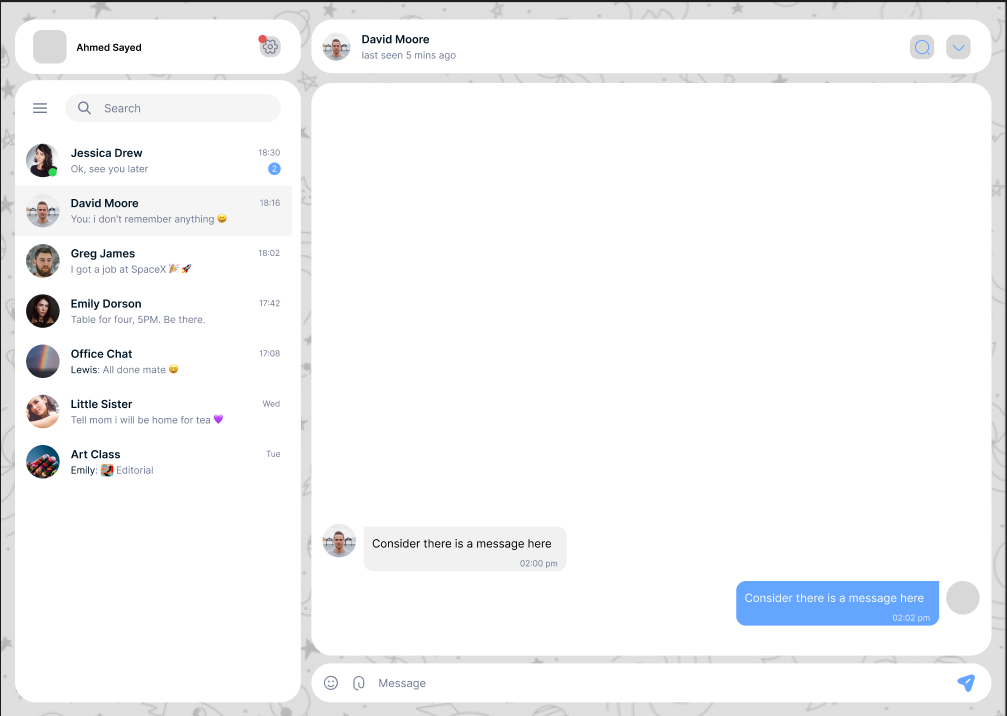 Ahmed Sayed
David Moore
last seen 5 mins ago
Search
Jessica Drew
18:30
Ok, see you later
2
David Moore
18:16
You: i don't remember anything 😄
Greg James
18:02
I got a job at SpaceX 🎉 🚀
Emily Dorson
17:42
Table for four, 5PM. Be there.
Office Chat
17:08
Lewis: All done mate 😄
Little Sister
Wed
Tell mom i will be home for tea 💜
Art Class
Tue
Emily: Editorial
Consider there is a message here
02:00 pm
Consider there is a message here
02:02 pm
Message